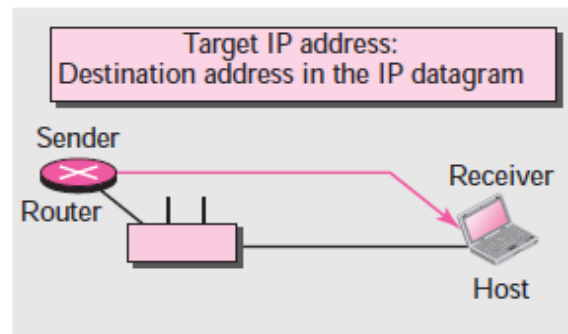 Target IP address:
Destination address in the IP datagram
Sender
Receiver
Router
Host